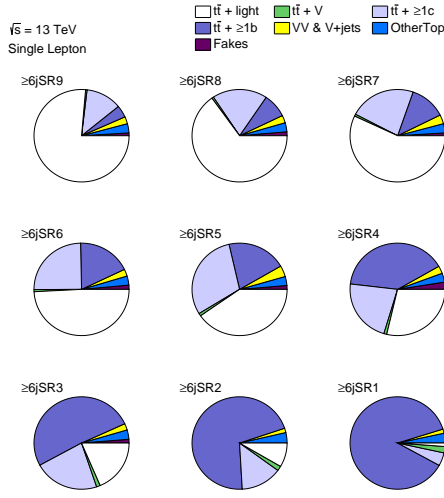 √s = 13 TeV
Single Lepton
tt̄ + light
tt̄ + V
tt̄ + ≥1c
tt̄ + ≥1b
VV & V+jets
OtherTop
Fakes
≥6jSR9
≥6jSR8
≥6jSR7
≥6jSR6
≥6jSR5
≥6jSR4
≥6jSR3
≥6jSR2
≥6jSR1